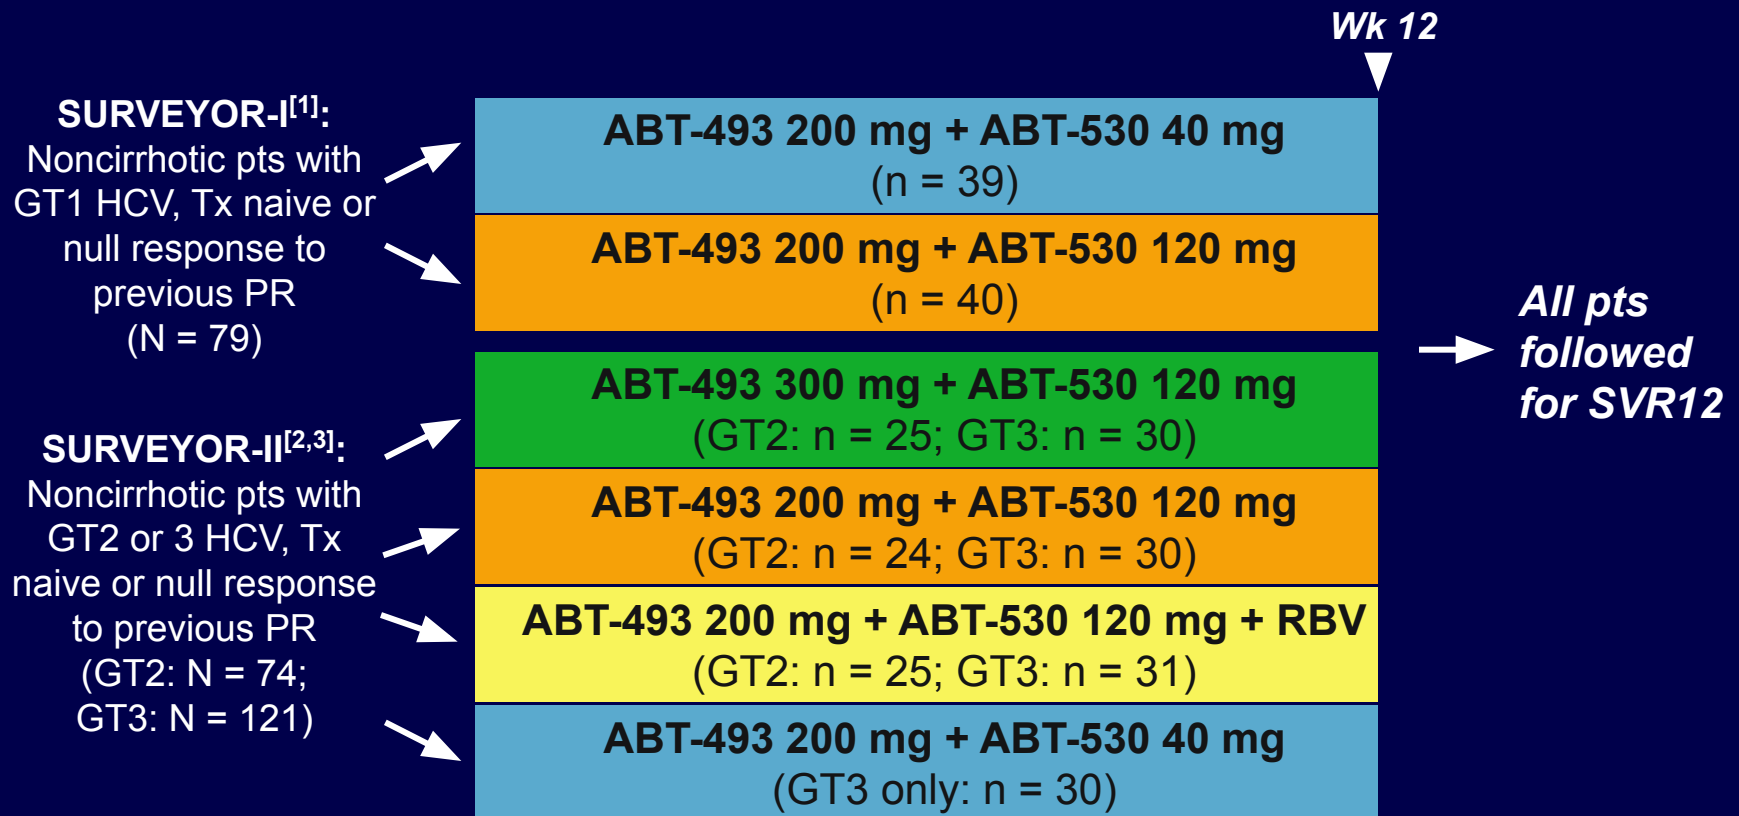 Wk 12
SURVEYOR-I[1]:
Noncirrhotic pts with
GT1 HCV, Tx naive or
null response to
previous PR
(N = 79)
ABT-493 200 mg + ABT-530 40 mg
(n = 39)
ABT-493 200 mg + ABT-530 120 mg
(n = 40)
SURVEYOR-II[2,3]:
Noncirrhotic pts with
GT2 or 3 HCV, Tx
naive or null response
to previous PR
(GT2: N = 74;
GT3: N = 121)
ABT-493 300 mg + ABT-530 120 mg
(GT2: n = 25; GT3: n = 30)
ABT-493 200 mg + ABT-530 120 mg
(GT2: n = 24; GT3: n = 30)
ABT-493 200 mg + ABT-530 120 mg + RBV
(GT2: n = 25; GT3: n = 31)
ABT-493 200 mg + ABT-530 40 mg
(GT3 only: n = 30)
All pts
followed
for SVR12